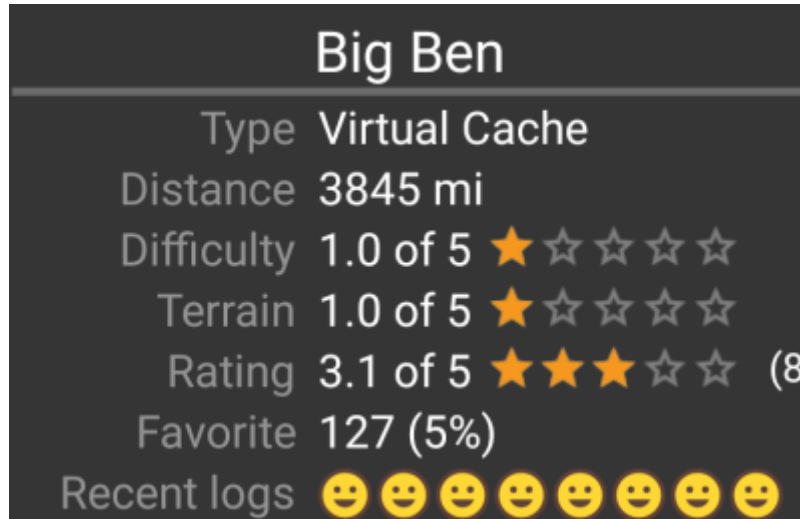 Big Ben
Type Virtual Cache
Distance 3845 mi
Difficulty 1.0 of 5
Terrain 1.0 of 5
Rating 3.1 of 5 (8
Favorite 127 (5%)
Recent logs